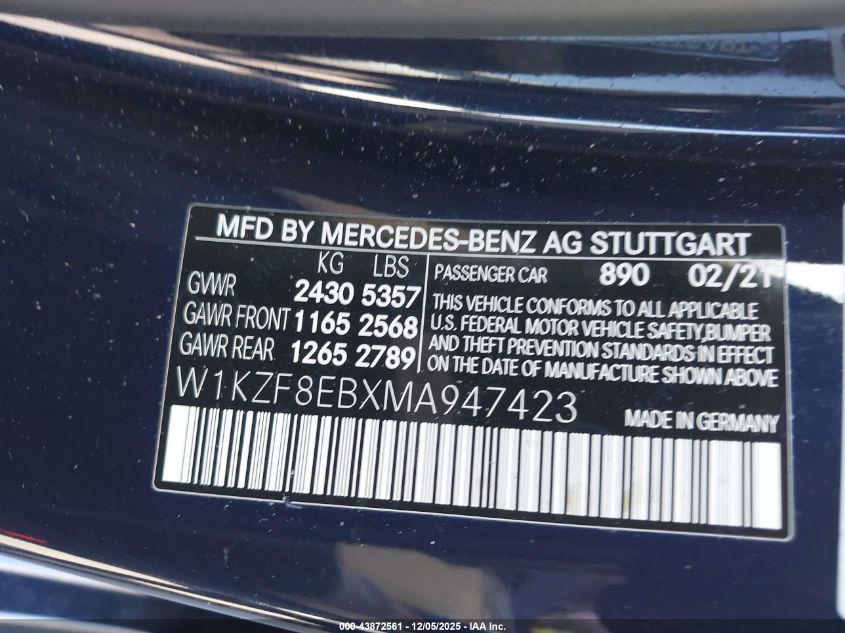 MFD BY MERCEDES-BENZ AG STUTTGART
KG LBS
GVWR 2430 5357
GAWR FRONT 1165 2568
GAWR REAR 1265 2789
PASSENGER CAR 890 02/21
THIS VEHICLE CONFORMS TO ALL APPLICABLE
U.S. FEDERAL MOTOR VEHICLE SAFETY,BUMPER
AND THEFT PREVENTION STANDARDS IN EFFECT
ON THE DATE OF MANUFACTURE SHOWN ABOVE.
W1KZF8EBXMA947423
MADE IN GERMANY
000-43872561 - 12/05/2025 - IAA Inc.